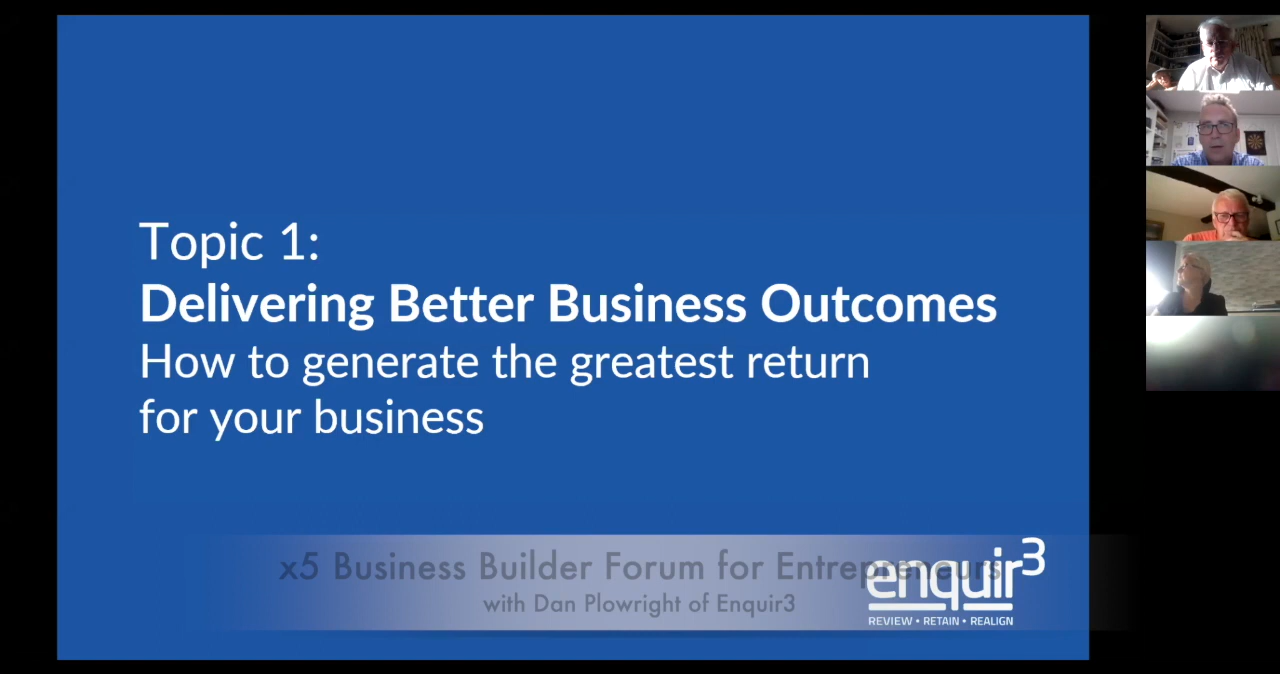 Topic 1:
Delivering Better Business Outcomes
How to generate the greatest return
for your business
x5 Business Builder Forum for Entrepreneurs
with Dan Plowright of Enquir3
enquir3
REVIEW • RETAIN • REALIGN